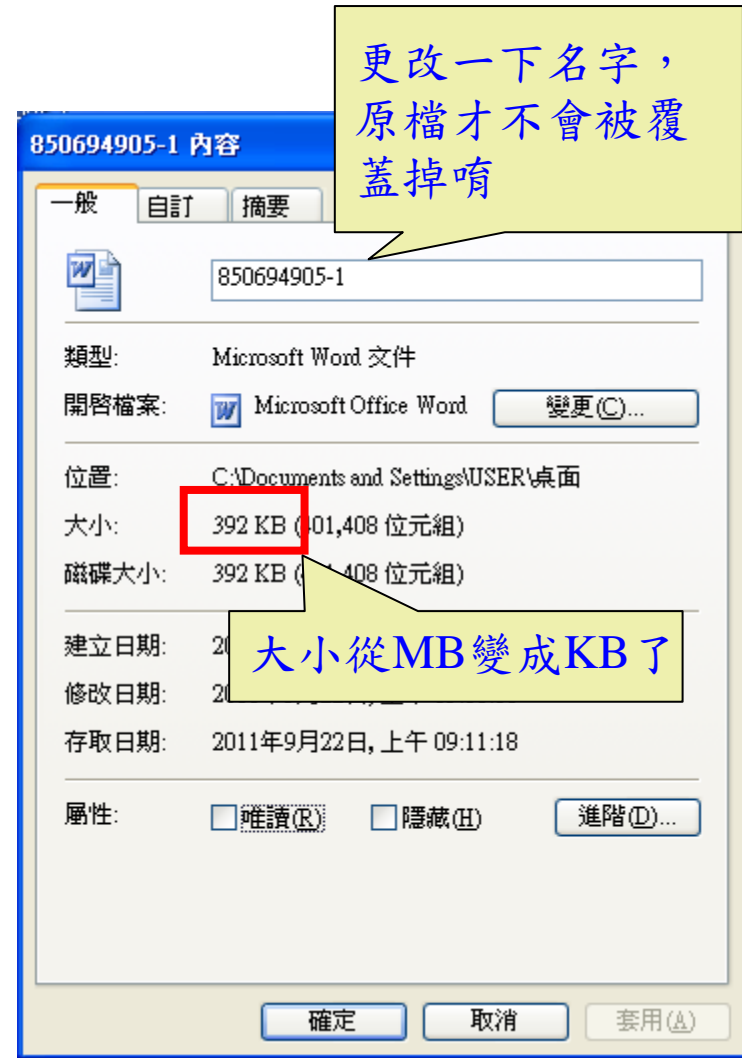 更改一下名字，
原檔才不會被覆
蓋掉唷
850694905-1 內容
一般 自訂 摘要
850694905-1
類型: Microsoft Word 文件
開啓檔案: Microsoft Office Word 變更(C)...
位置: C:\Documents and Settings\USER\桌面
大小: 392 KB (401,408 位元組)
磁碟大小: 392 KB (408 位元組)
大小從MB變成KB了
建立日期:
修改日期:
存取日期: 2011年9月22日, 上午 09:11:18
屬性: 唯讀(R) 隱藏(H) 進階(D)...
確定 取消 套用(A)